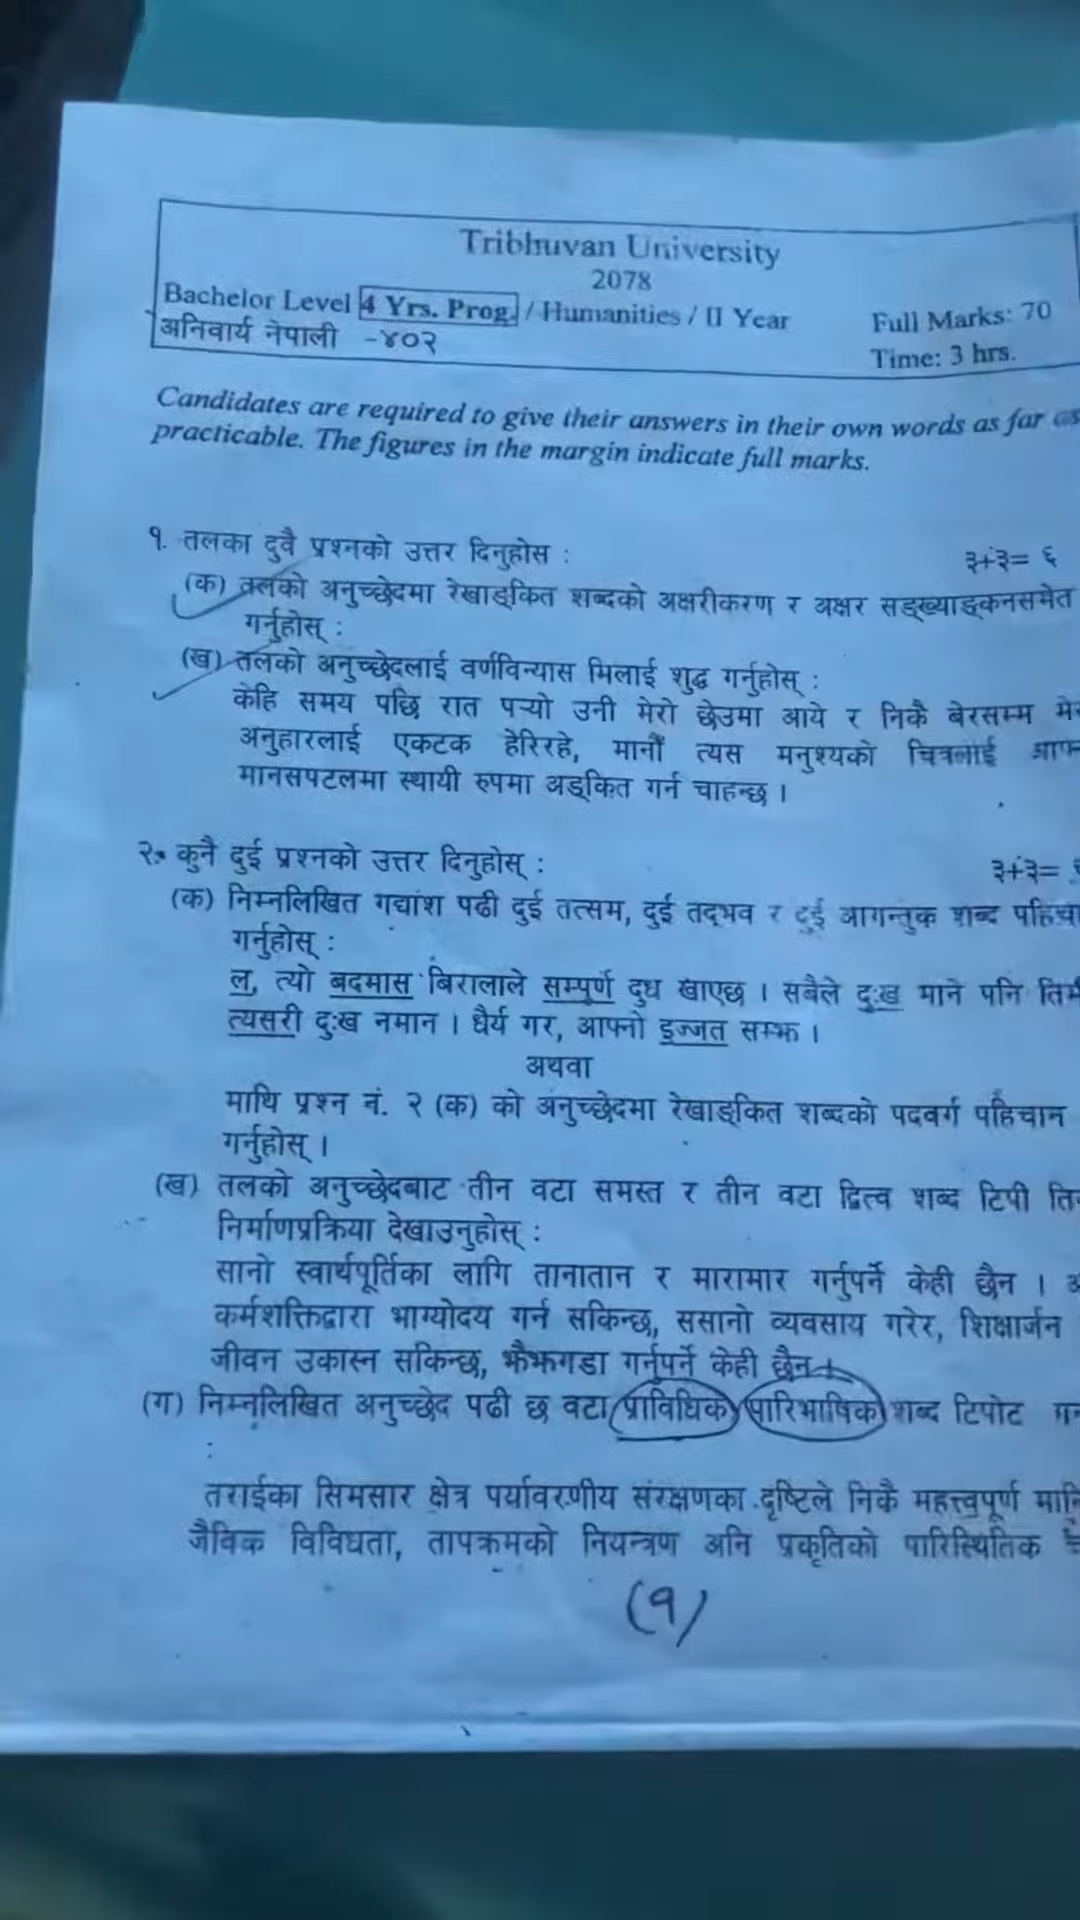 Tribhuvan University
2078
Bachelor Level 4 Yrs. Prog. / Humanities / II Year
Full Marks: 70
अनिवार्य नेपाली -४०२
Time: 3 hrs.
Candidates are required to give their answers in their own words as far as
practicable. The figures in the margin indicate full marks.
१. तलका दुवै प्रश्नको उत्तर दिनुहोस : ३+३= ६
(क) तलको अनुच्छेदमा रेखाङ्कित शब्दको अक्षरीकरण र अक्षर सङ्ख्याङ्कनसमेत
गर्नुहोस् :
(ख) तलको अनुच्छेदलाई वर्णविन्यास मिलाई शुद्ध गर्नुहोस् :
केहि समय पछि रात पऱ्यो उनी मेरो छेउमा आये र निकै बेरसम्म
अनुहारलाई एकटक हेरिरहे, मानौं त्यस मनुश्यको चित्रलाई
मानसपटलमा स्थायी रुपमा अङ्कित गर्न चाहन्छ ।
२. कुनै दुई प्रश्नको उत्तर दिनुहोस् : ३+३=
(क) निम्नलिखित गद्यांश पढी दुई तत्सम, दुई तद्भव र दुई आगन्तुक शब्द
गर्नुहोस् :
ल, त्यो बदमास बिरालाले सम्पूर्ण दुध खाएछ । सबैले दुःख माने पनि
त्यसरी दुःख नमान । धैर्य गर, आफ्नो इज्जत सम्झ ।
अथवा
माथि प्रश्न नं. २ (क) को अनुच्छेदमा रेखाङ्कित शब्दको पदवर्ग पहिचान
गर्नुहोस् ।
(ख) तलको अनुच्छेदबाट तीन वटा समस्त र तीन वटा द्वित्व शब्द टिपी
निर्माणप्रक्रिया देखाउनुहोस् :
सानो स्वार्थपूर्तिका लागि तानातान र मारामार गर्नुपर्ने केही छैन ।
कर्मशक्तिद्वारा भाग्योदय गर्न सकिन्छ, ससानो व्यवसाय गरेर, शिक्षार्जन
जीवन उकास्न सकिन्छ, झैझगडा गर्नुपर्ने केही छैन ।
(ग) निम्नलिखित अनुच्छेद पढी छ वटा प्राविधिक पारिभाषिक शब्द टिपोट
:
तराईका सिमसार क्षेत्र पर्यावरणीय संरक्षणका दृष्टिले निकै महत्त्वपूर्ण
जैविक विविधता, तापक्रमको नियन्त्रण अनि प्रकृतिको पारिस्थितिक
(१)